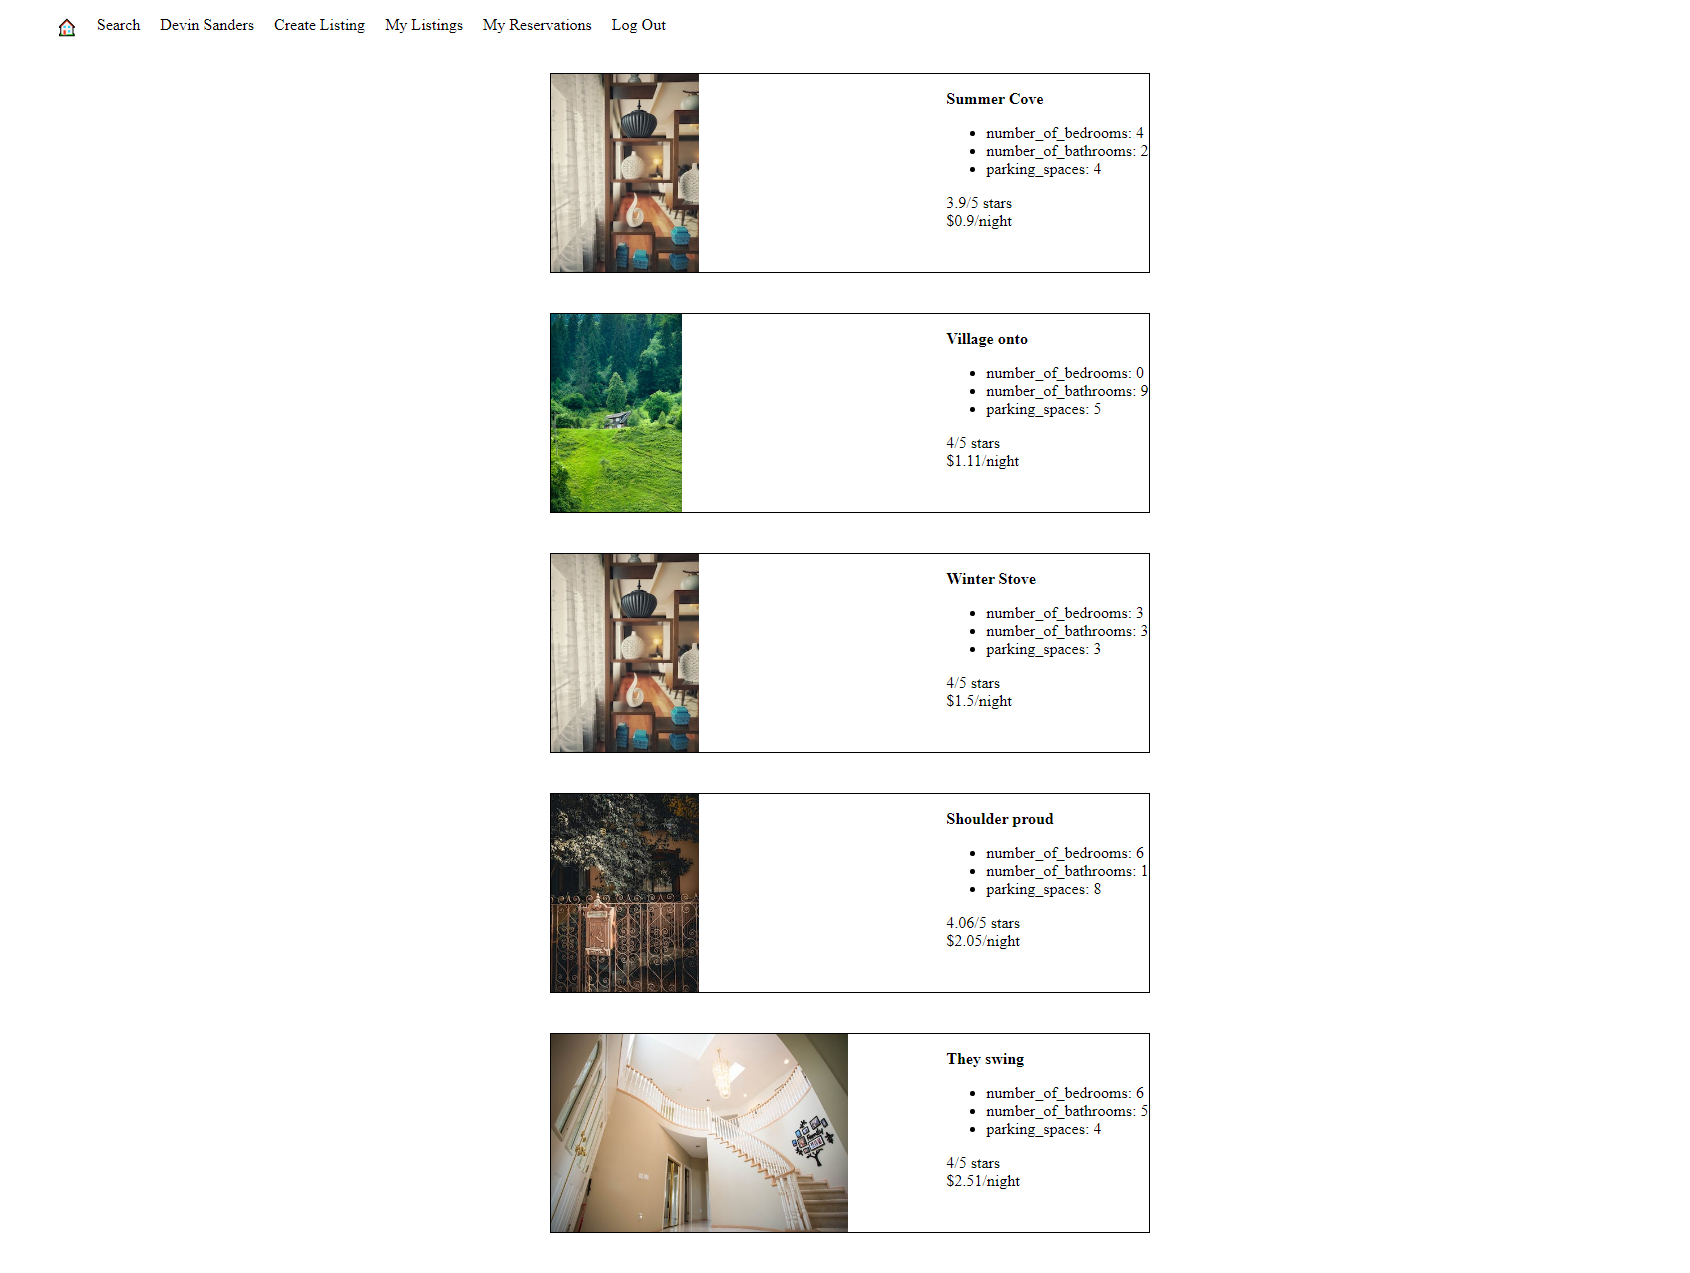 Search Devin Sanders Create Listing My Listings My Reservations Log Out
Summer Cove
number_of_bedrooms: 4
number_of_bathrooms: 2
parking_spaces: 4
3.9/5 stars
$0.9/night
Village onto
number_of_bedrooms: 0
number_of_bathrooms: 9
parking_spaces: 5
4/5 stars
$1.11/night
Winter Stove
number_of_bedrooms: 3
number_of_bathrooms: 3
parking_spaces: 3
4/5 stars
$1.5/night
Shoulder proud
number_of_bedrooms: 6
number_of_bathrooms: 1
parking_spaces: 8
4.06/5 stars
$2.05/night
They swing
number_of_bedrooms: 6
number_of_bathrooms: 5
parking_spaces: 4
4/5 stars
$2.51/night